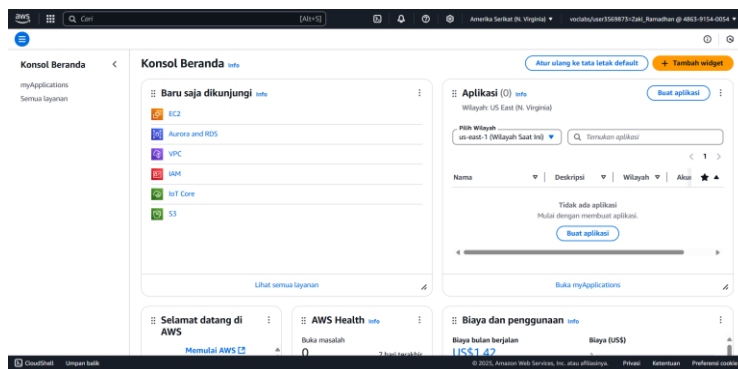 aws
Cari
[Alt+S]
Amerika Serikat (N. Virginia)
voclabs/user3569873=Zaki_Ramadhan @ 4863-9154-0054
Konsol Beranda
myApplications
Semua layanan
Konsol Beranda Info
Atur ulang ke tata letak default
+ Tambah widget
Baru saja dikunjungi Info
EC2
Aurora and RDS
VPC
IAM
IoT Core
S3
Lihat semua layanan
Aplikasi (0) Info
Buat aplikasi
Wilayah: US East (N. Virginia)
Pilih Wilayah
us-east-1 (Wilayah Saat Ini)
Temukan aplikasi
1
Nama
Deskripsi
Wilayah
Akun
Tidak ada aplikasi
Mulai dengan membuat aplikasi.
Buat aplikasi
Buka myApplications
Selamat datang di
AWS
Memulai AWS
AWS Health Info
Buka masalah
0
7 hari terakhir
Biaya dan penggunaan Info
Biaya bulan berjalan
US$1.42
Biaya (US$)
CloudShell
Umpan balik
© 2025, Amazon Web Services, Inc. atau afiliasinya.
Privasi
Ketentuan
Preferensi cookie